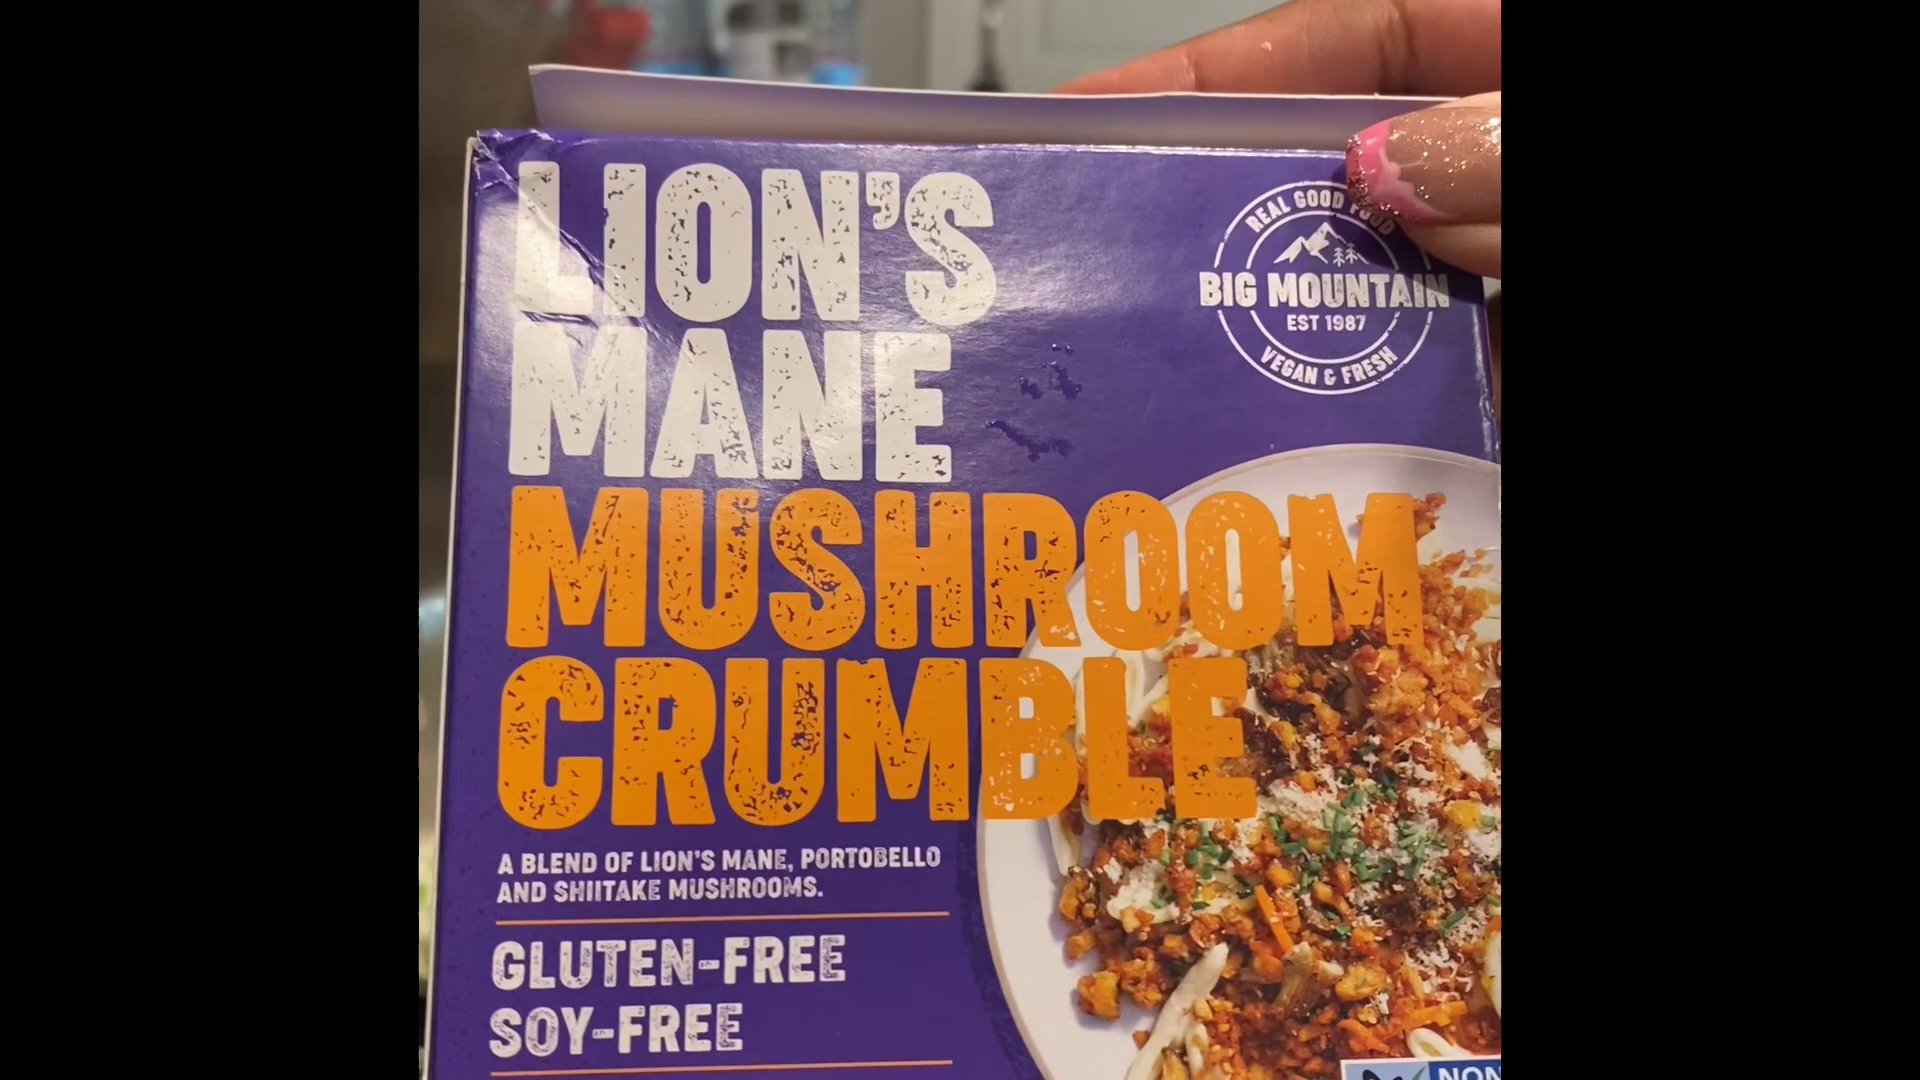 LION'S
MANE
MUSHROOM
CRUMBLE
REAL GOOD FOOD
BIG MOUNTAIN
EST 1987
VEGAN & FRESH
A BLEND OF LION'S MANE, PORTOBELLO
AND SHIITAKE MUSHROOMS.
GLUTEN-FREE
SOY-FREE
NON